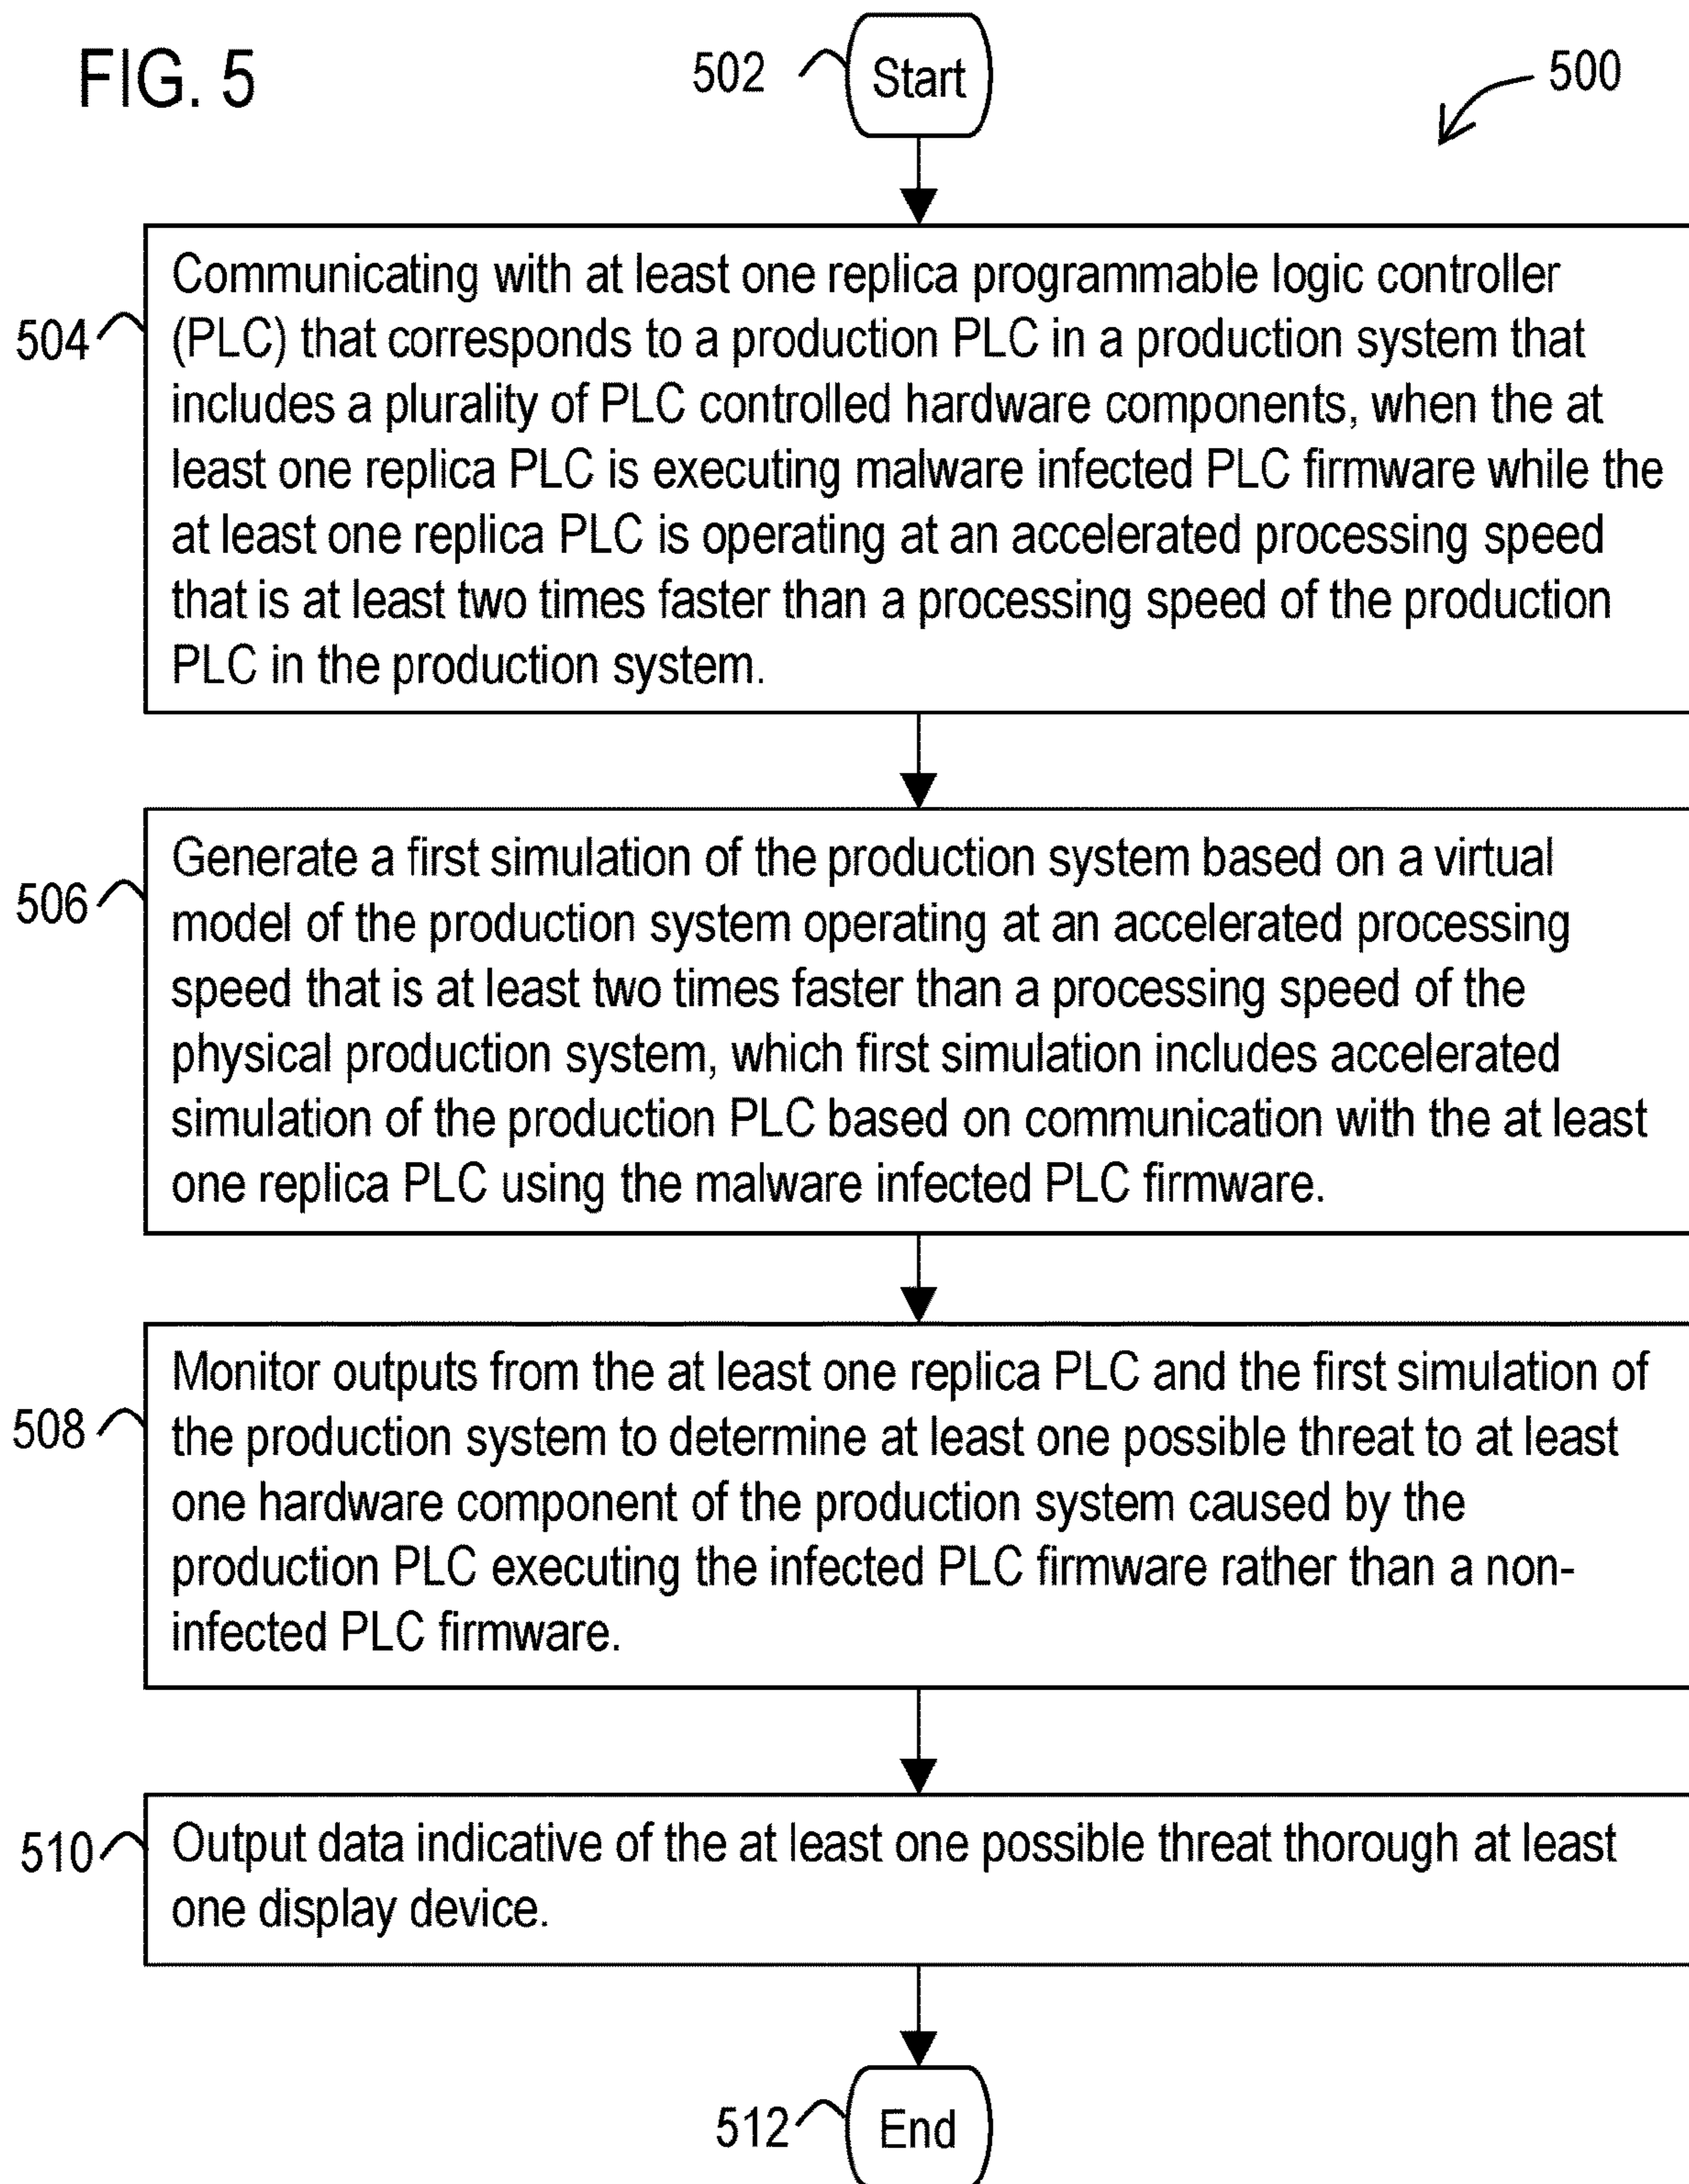 FIG. 5
502
Start
500
504
Communicating with at least one replica programmable logic controller
(PLC) that corresponds to a production PLC in a production system that
includes a plurality of PLC controlled hardware components, when the at
least one replica PLC is executing malware infected PLC firmware while the
at least one replica PLC is operating at an accelerated processing speed
that is at least two times faster than a processing speed of the production
PLC in the production system.
506
Generate a first simulation of the production system based on a virtual
model of the production system operating at an accelerated processing
speed that is at least two times faster than a processing speed of the
physical production system, which first simulation includes accelerated
simulation of the production PLC based on communication with the at least
one replica PLC using the malware infected PLC firmware.
508
Monitor outputs from the at least one replica PLC and the first simulation of
the production system to determine at least one possible threat to at least
one hardware component of the production system caused by the
production PLC executing the infected PLC firmware rather than a non-
infected PLC firmware.
510
Output data indicative of the at least one possible threat thorough at least
one display device.
512
End